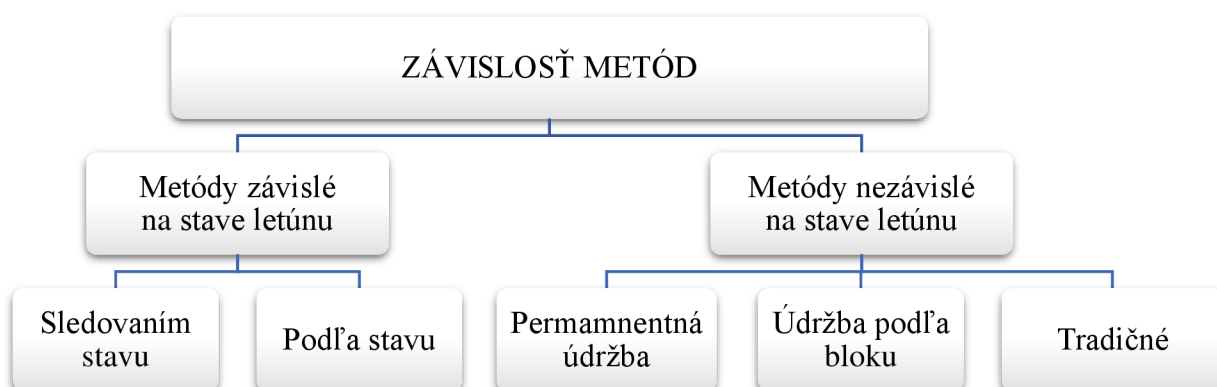 ZÁVISLOSŤ METÓD
Metódy závislé
na stave letúnu
Metódy nezávislé
na stave letúnu
Sledovaním
stavu
Podľa stavu
Permamnentná
údržba
Údržba podľa
bloku
Tradičné